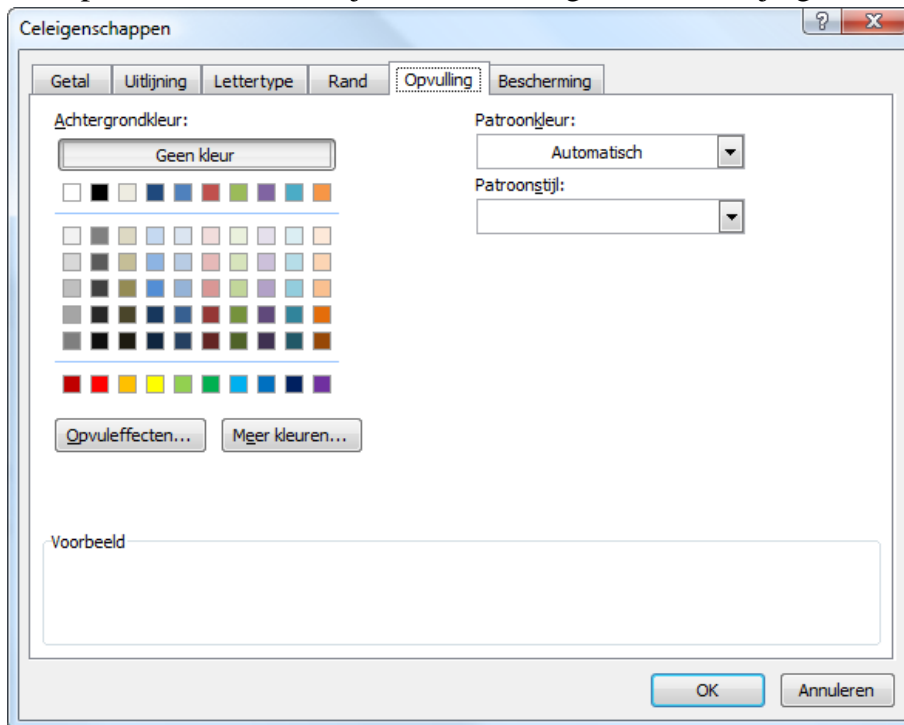 Celeigenschappen
Getal Uitlijning Lettertype Rand Opvulling Bescherming
Achtergrondkleur:
Patroonkleur:
Geen kleur
Automatisch
Patroonstijl:
Opvuleffecten... Meer kleuren...
Voorbeeld
OK Annuleren